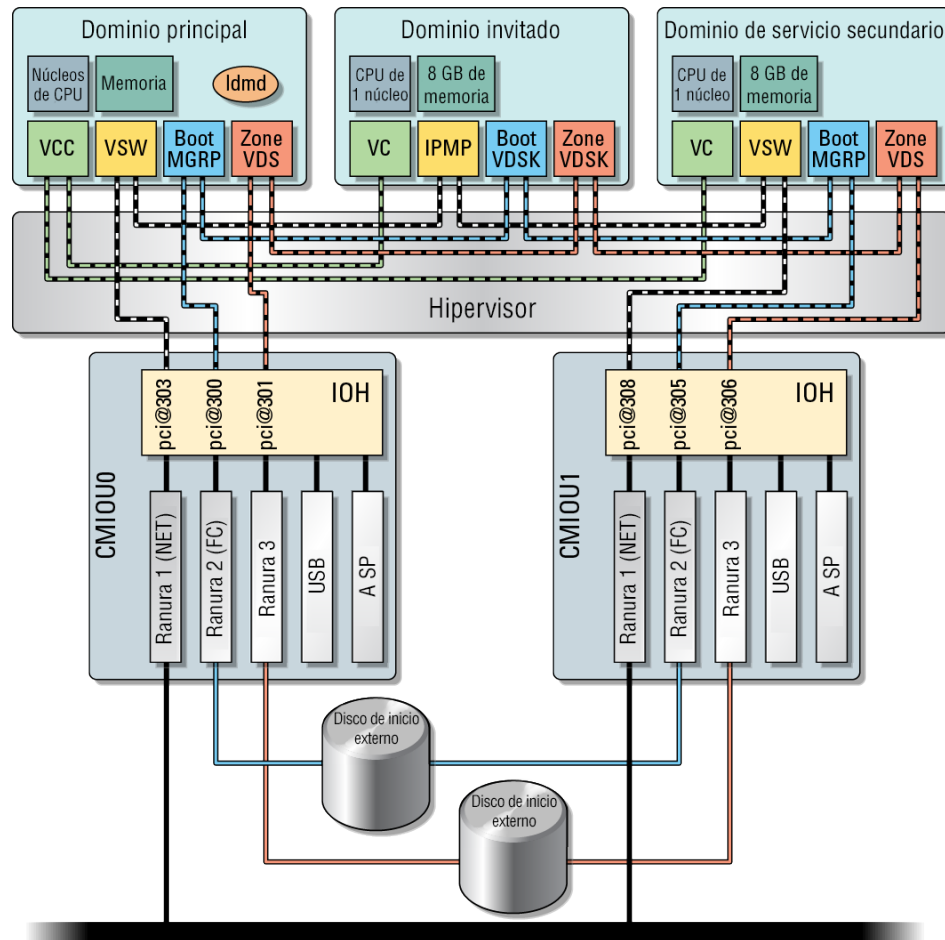 Dominio principal
Núcleos
de CPU
Memoria
ldmd
VCC
VSW
Boot
MGRP
Zone
VDS
Dominio invitado
CPU de
1 núcleo
8 GB de
memoria
VC
IPMP
Boot
VDSK
Zone
VDSK
Dominio de servicio secundario
CPU de
1 núcleo
8 GB de
memoria
VC
VSW
Boot
MGRP
Zone
VDS
Hipervisor
CMIOU0
pci@303
pci@300
pci@301
IOH
Ranura 1 (NET)
Ranura 2 (FC)
Ranura 3
USB
A SP
CMIOU1
pci@308
pci@305
pci@306
IOH
Ranura 1 (NET)
Ranura 2 (FC)
Ranura 3
USB
A SP
Disco de inicio
externo
Disco de inicio
externo